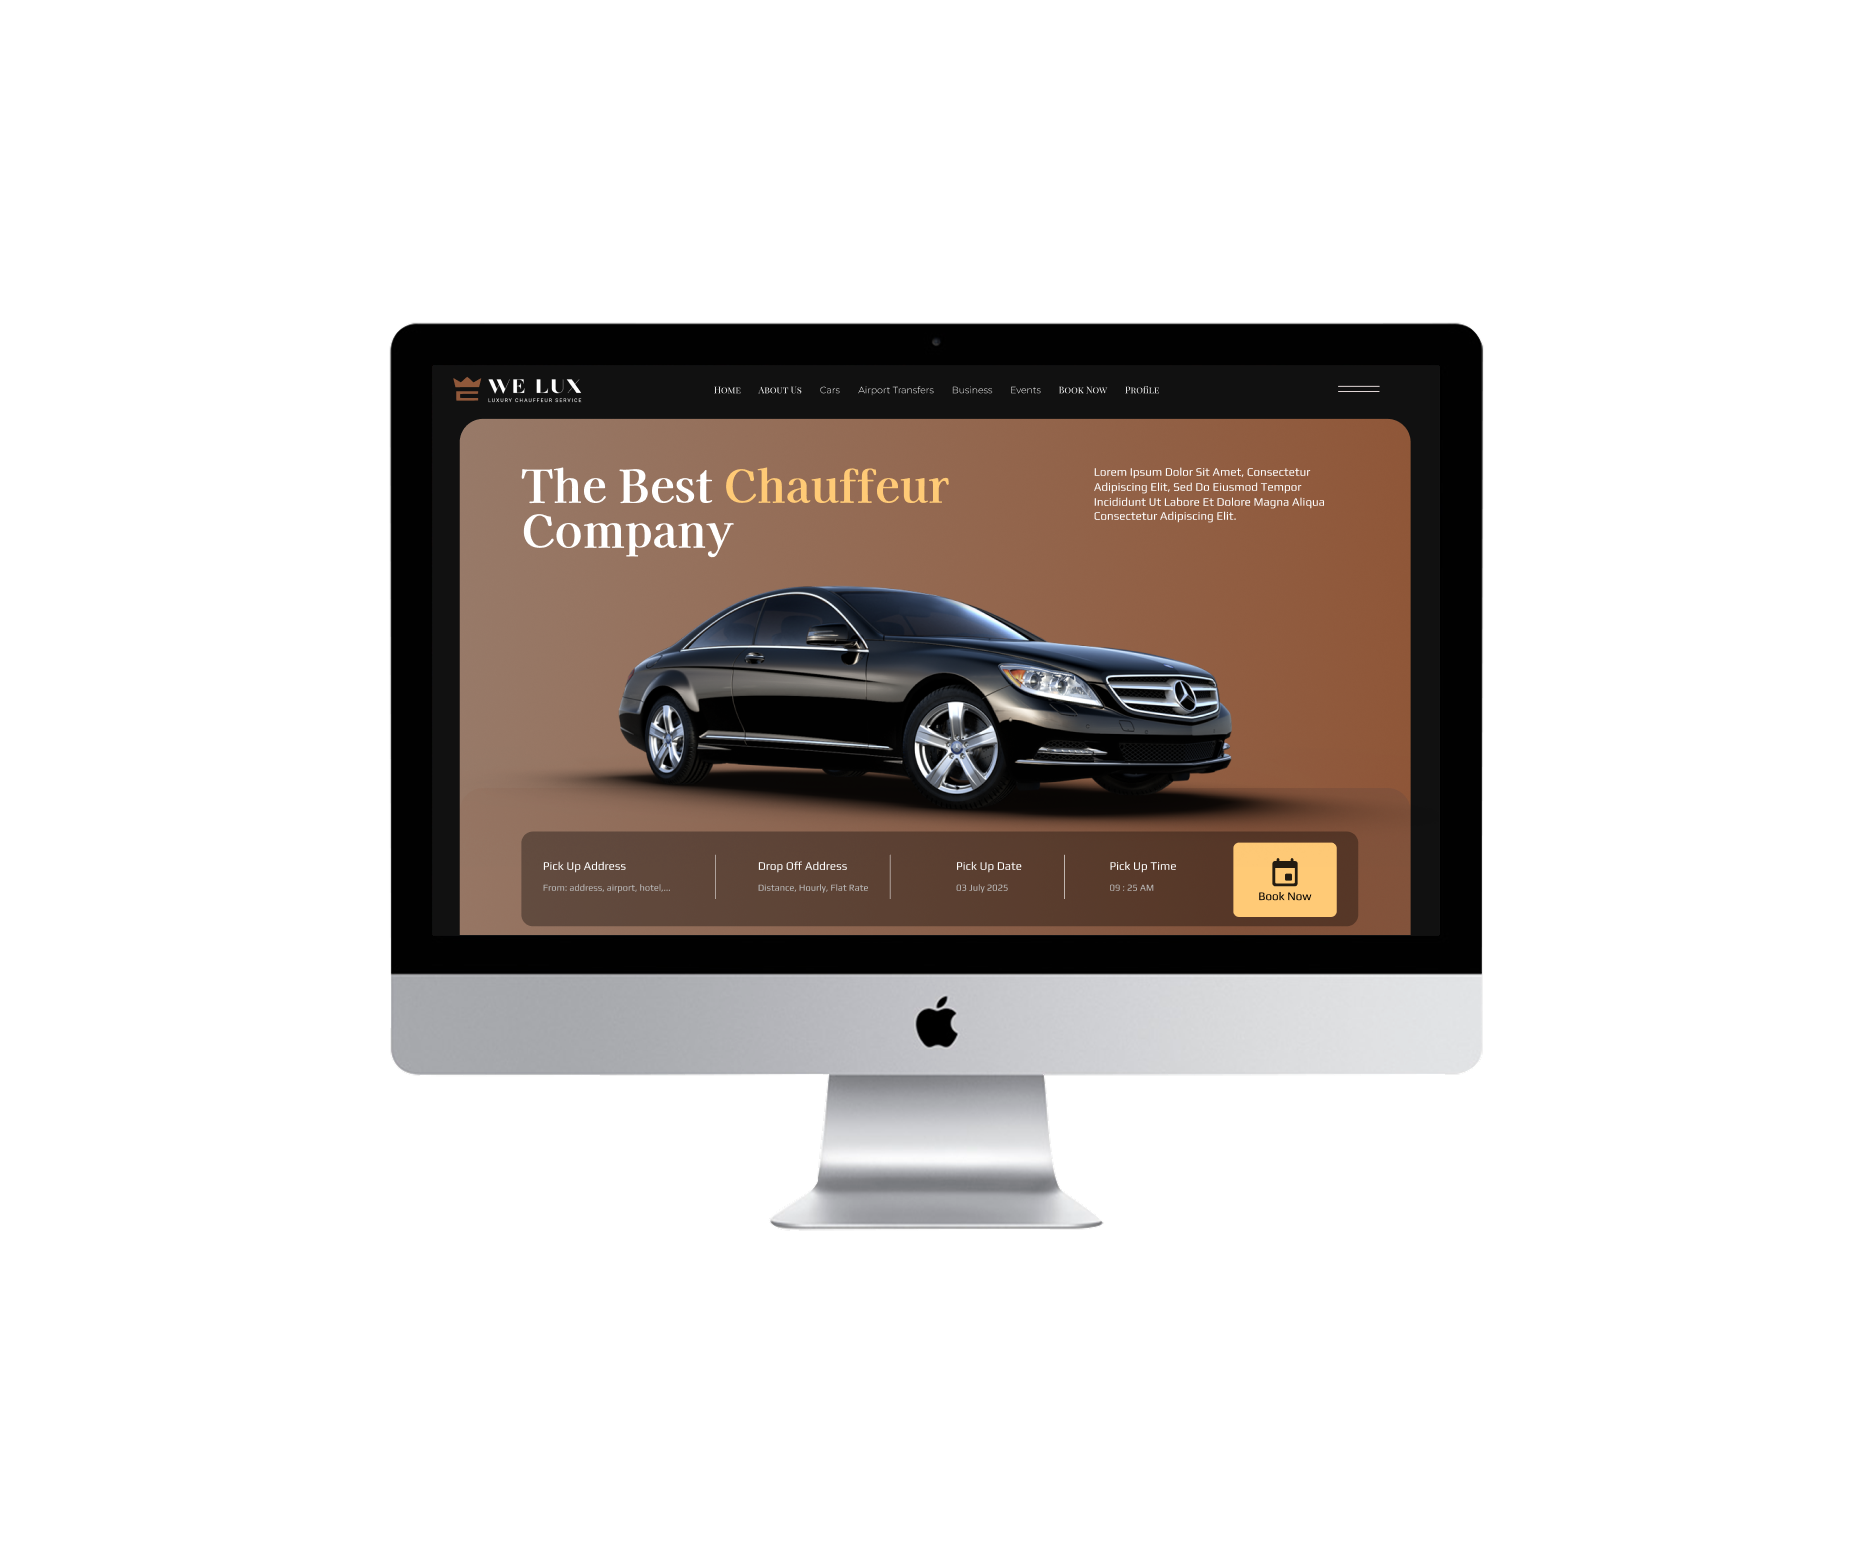 WE LUX
LUXURY CHAUFFEUR SERVICE
Home About Us Cars Airport Transfers Business Events Book Now Profile
The Best Chauffeur
Company
Lorem Ipsum Dolor Sit Amet, Consectetur
Adipiscing Elit, Sed Do Eiusmod Tempor
Incididunt Ut Labore Et Dolore Magna Aliqua
Consectetur Adipiscing Elit.
Pick Up Address
From: address, airport, hotel,...
Drop Off Address
Distance, Hourly, Flat Rate
Pick Up Date
03 July 2025
Pick Up Time
09 : 25 AM
Book Now